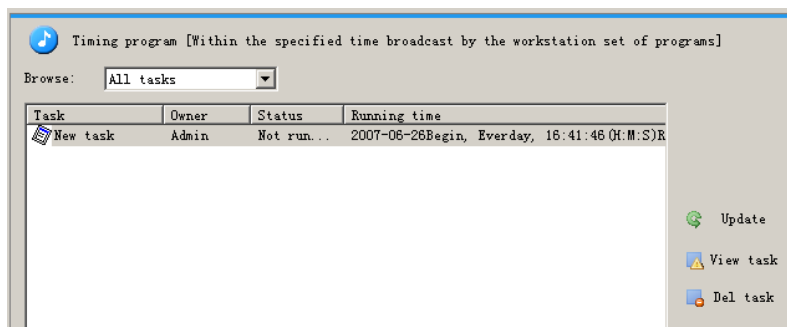 Timing program [Within the specified time broadcast by the workstation set of programs]
Browse: All tasks
Task Owner Status Running time
New task Admin Not run... 2007-06-26Begin, Everday, 16:41:46(H:M:S)R
Update
View task
Del task